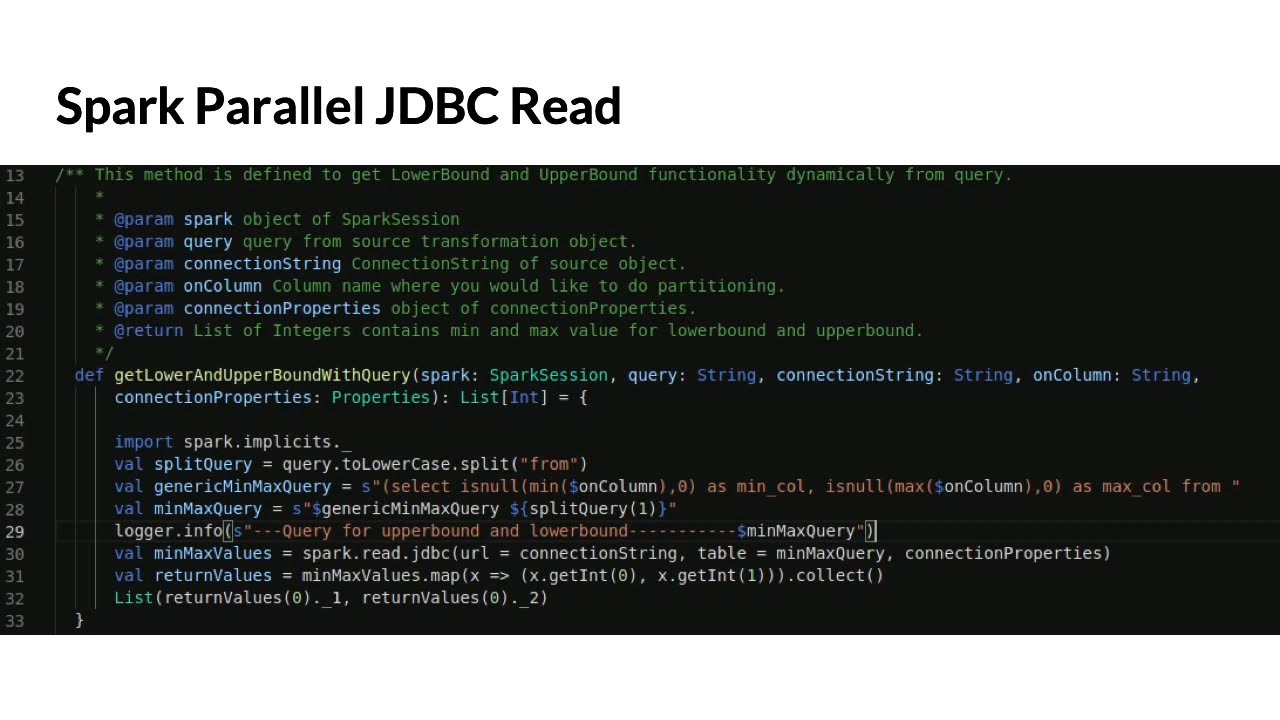 Spark Parallel JDBC Read
13 /** This method is defined to get LowerBound and UpperBound functionality dynamically from query.
14 *
15 * @param spark object of SparkSession
16 * @param query query from source transformation object.
17 * @param connectionString ConnectionString of source object.
18 * @param onColumn Column name where you would like to do partitioning.
19 * @param connectionProperties object of connectionProperties.
20 * @return List of Integers contains min and max value for lowerbound and upperbound.
21 */
22 def getLowerAndUpperBoundWithQuery(spark: SparkSession, query: String, connectionString: String, onColumn: String,
23 connectionProperties: Properties): List[Int] = {
24
25 import spark.implicits._
26 val splitQuery = query.toLowerCase.split("from")
27 val genericMinMaxQuery = s"(select isnull(min($onColumn),0) as min_col, isnull(max($onColumn),0) as max_col from "
28 val minMaxQuery = s"$genericMinMaxQuery ${splitQuery(1)}"
29 logger.info(s"---Query for upperbound and lowerbound-----------$minMaxQuery")
30 val minMaxValues = spark.read.jdbc(url = connectionString, table = minMaxQuery, connectionProperties)
31 val returnValues = minMaxValues.map(x => (x.getInt(0), x.getInt(1))).collect()
32 List(returnValues(0)._1, returnValues(0)._2)
33 }